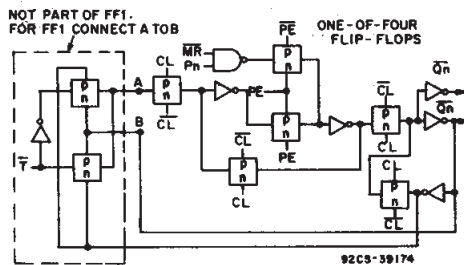 NOT PART OF FF1.
FOR FF1 CONNECT A TO B
ONE-OF-FOUR
FLIP-FLOPS
MR
Pn
PE
p
n
A
CL
p
n
CL
PE
p
n
PE
B
T
p
n
p
n
CL
p
n
CL
CL
p
n
CL
Qn
Qn
CL
p
n
CL
92CS-39174